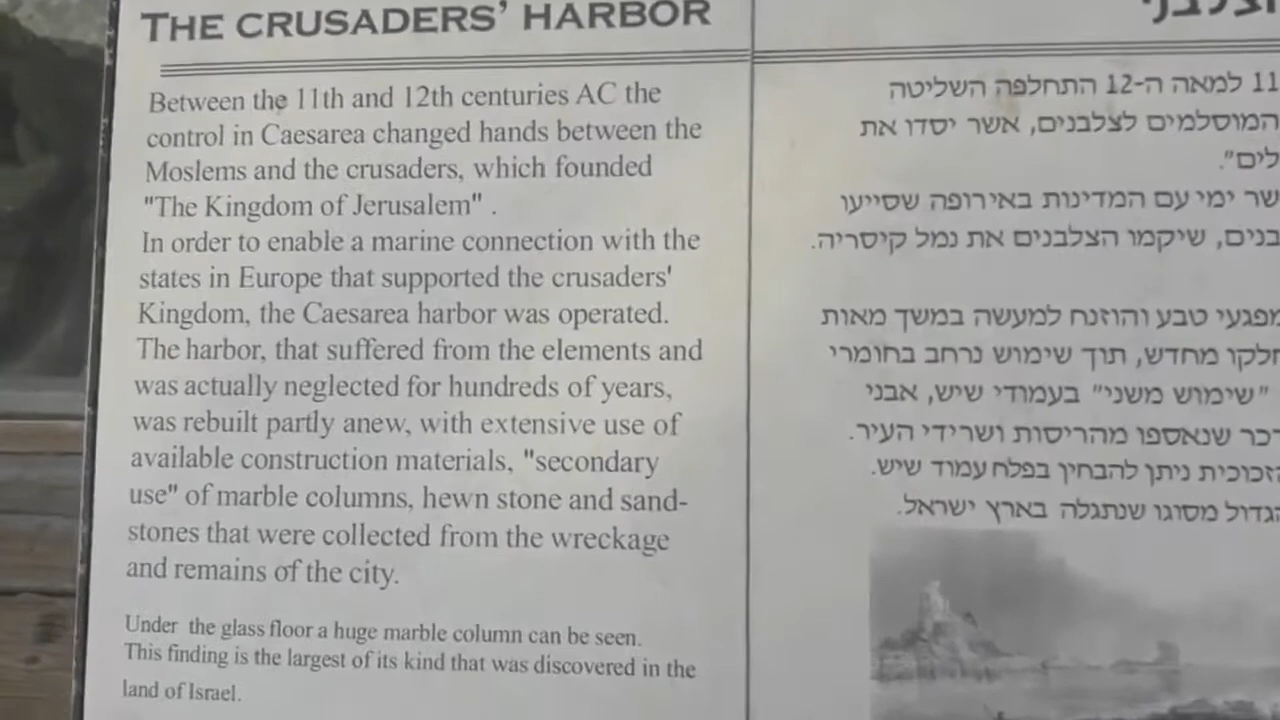 THE CRUSADERS' HARBOR
Between the 11th and 12th centuries AC the
control in Caesarea changed hands between the
Moslems and the crusaders, which founded
"The Kingdom of Jerusalem" .
In order to enable a marine connection with the
states in Europe that supported the crusaders'
Kingdom, the Caesarea harbor was operated.
The harbor, that suffered from the elements and
was actually neglected for hundreds of years,
was rebuilt partly anew, with extensive use of
available construction materials, "secondary
use" of marble columns, hewn stone and sand-
stones that were collected from the wreckage
and remains of the city.
Under the glass floor a huge marble column can be seen.
This finding is the largest of its kind that was discovered in the
land of Israel.
11 למאה ה-12 התחלפה השליטה
המוסלמים לצלבנים, אשר יסדו את
ימי עם המדינות באירופה שסייעו
שיקמו הצלבנים את נמל קיסריה.
מפגעי טבע והוזנח למעשה במשך מאות
מחדש, תוך שימוש נרחב בחומרי
"שימוש משני" בעמודי שיש, אבני
שנאספו מהריסות ושרידי העיר.
ניתן להבחין בפלח עמוד שיש.
מסוגו שנתגלה בארץ ישראל.